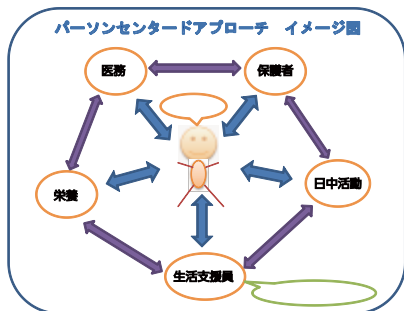 パーソンセンタードアプローチ　イメージ図
医務
保護者
栄養
日中活動
生活支援員